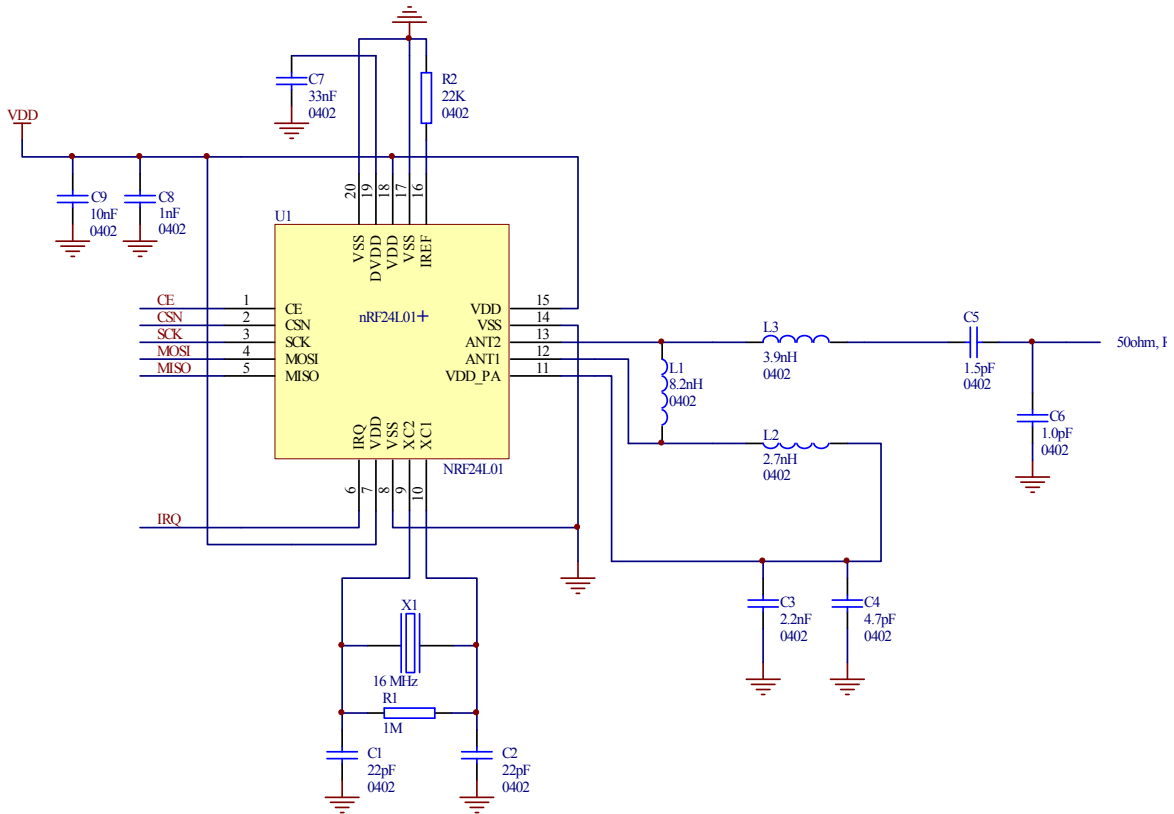 C7
33nF
0402
R2
22K
0402
VDD
C9
10nF
0402
C8
1nF
0402
20
19
18
17
16
U1
VSS
DVDD
VDD
VSS
IREF
CE
CSN
SCK
MOSI
MISO
1
2
3
4
5
CE
CSN
SCK
MOSI
MISO
nRF24L01+
VDD
VSS
ANT2
ANT1
VDD_PA
15
14
13
12
11
IRQ
VDD
VSS
XC2
XC1
NRF24L01
6
7
8
9
10
IRQ
L1
8.2nH
0402
L3
3.9nH
0402
L2
2.7nH
0402
C5
1.5pF
0402
50ohm,
C6
1.0pF
0402
C3
2.2nF
0402
C4
4.7pF
0402
X1
16 MHz
R1
1M
C1
22pF
0402
C2
22pF
0402